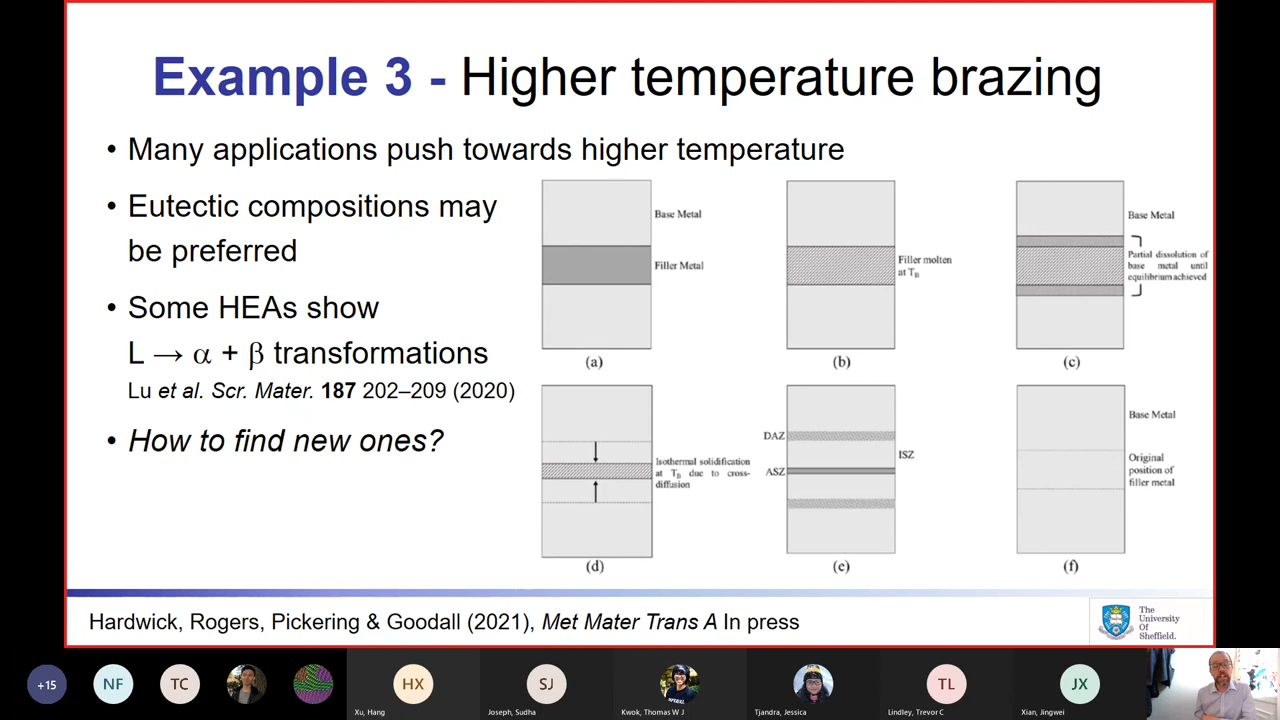 Example 3 - Higher temperature brazing
• Many applications push towards higher temperature
• Eutectic compositions may
be preferred
• Some HEAs show
L → α + β transformations
Lu et al. Scr. Mater. 187 202–209 (2020)
• How to find new ones?
Base Metal
Filler Metal
(a)
Filler molten
at TB
(b)
Base Metal
Partial dissolution of
base metal until
equilibrium achieved
(c)
Isothermal solidification
at TB due to cross-
diffusion
(d)
DAZ
ASZ
ISZ
(e)
Base Metal
Original
position of
filler metal
(f)
Hardwick, Rogers, Pickering & Goodall (2021), Met Mater Trans A In press
The
University
Of
Sheffield.
+15
NF
TC
HX
Xu, Hang
SJ
Joseph, Sudha
Kwok, Thomas W J
Tjandra, Jessica
TL
Lindley, Trevor C
JX
Xian, Jingwei